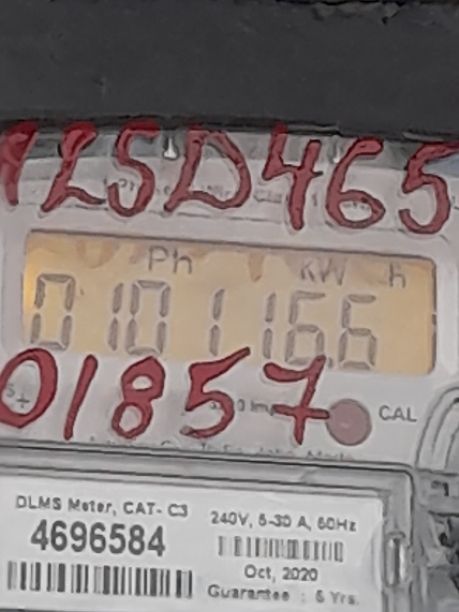 1LSD465
Ph kW h
0101166
01857
CAL
DLMS Meter, CAT- C3
4696584
240V, 5-30 A, 50Hz
Oct, 2020
Guarantee : 5 Yrs.